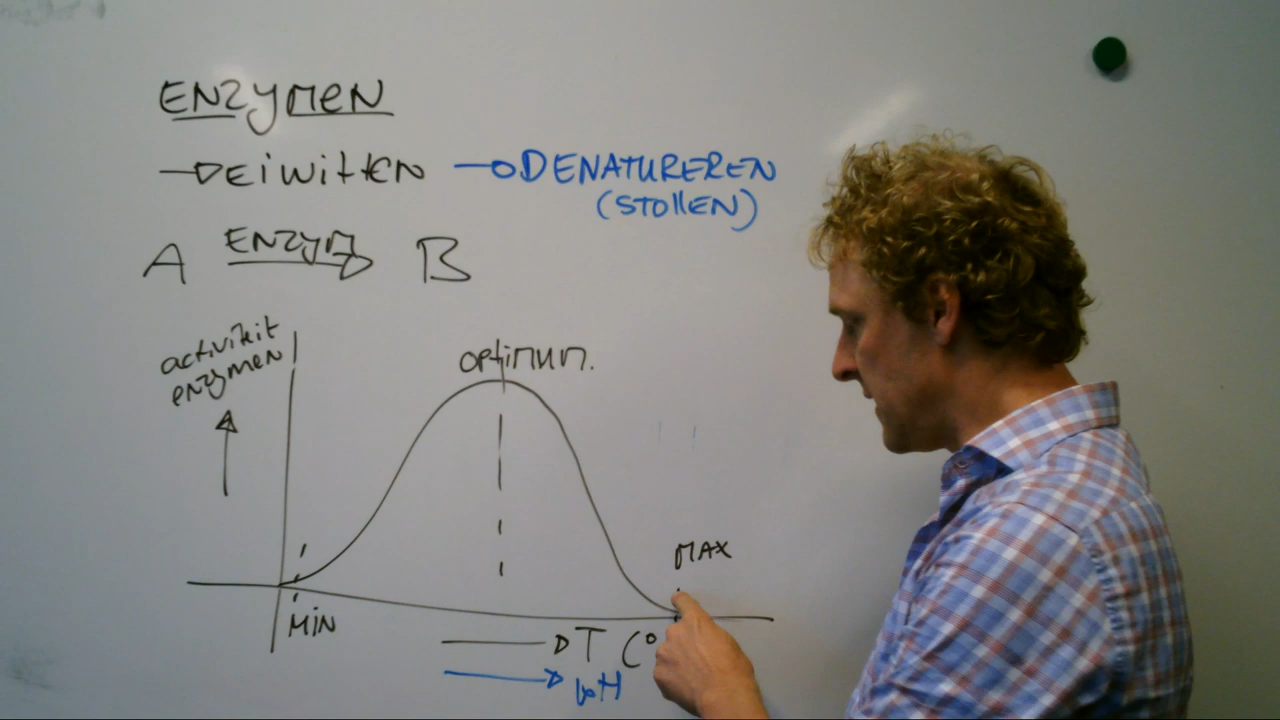 ENZYMEN
EiWiTTEN DENATUREREN
(STOllEN)
A ENZYM B
activiteit
enzymen
optimum.
MAX
MiN
T (°
pH